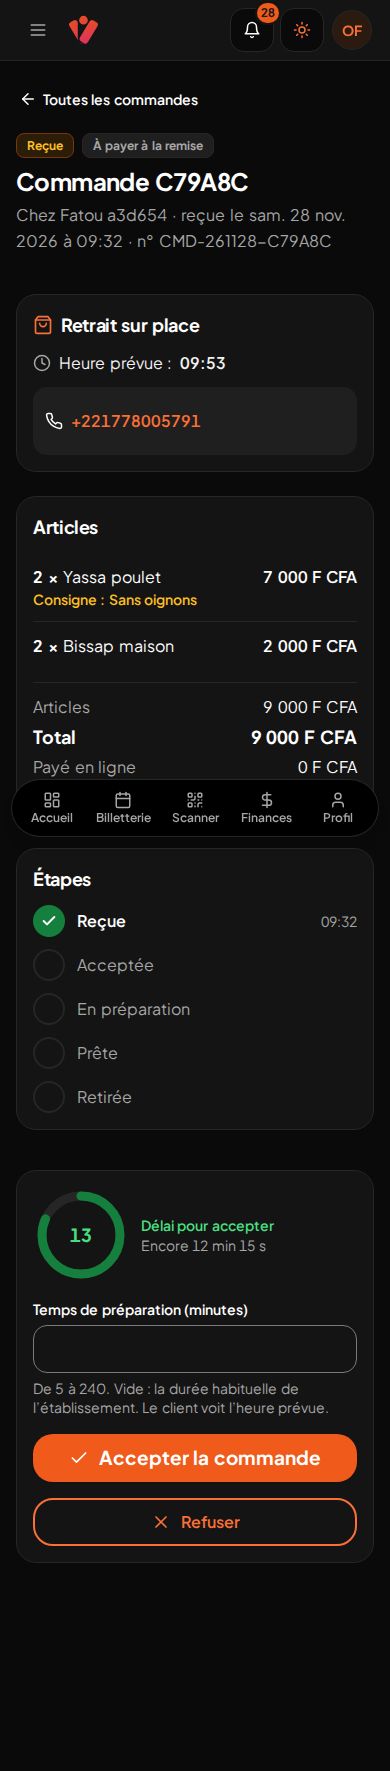 28
OF
Toutes les commandes
Reçue
À payer à la remise
Commande C79A8C
Chez Fatou a3d654 · reçue le sam. 28 nov.
2026 à 09:32 · n° CMD-261128-C79A8C
Retrait sur place
Heure prévue : 09:53
+221778005791
Articles
2 × Yassa poulet 7 000 F CFA
Consigne : Sans oignons
2 × Bissap maison 2 000 F CFA
Articles 9 000 F CFA
Total 9 000 F CFA
Payé en ligne 0 F CFA
Accueil Billetterie Scanner Finances Profil
Étapes
Reçue 09:32
Acceptée
En préparation
Prête
Retirée
13
Délai pour accepter
Encore 12 min 15 s
Temps de préparation (minutes)
De 5 à 240. Vide : la durée habituelle de
l'établissement. Le client voit l'heure prévue.
Accepter la commande
Refuser